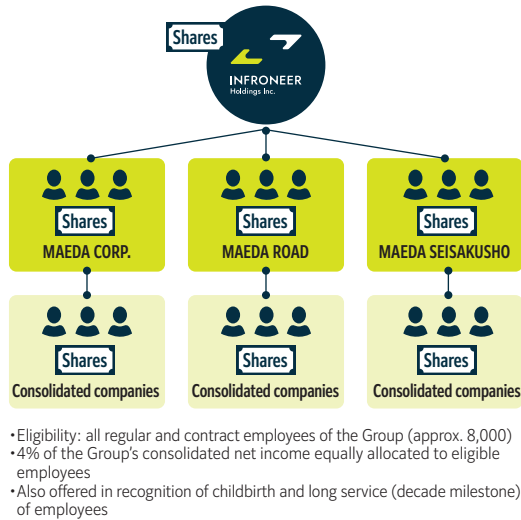 Shares
INFRONEER
Holdings Inc.
Shares
MAEDA CORP.
Shares
MAEDA ROAD
Shares
MAEDA SEISAKUSHO
Shares
Consolidated companies
Shares
Consolidated companies
Shares
Consolidated companies
・Eligibility: all regular and contract employees of the Group (approx. 8,000)
・4% of the Group's consolidated net income equally allocated to eligible
employees
・Also offered in recognition of childbirth and long service (decade milestone)
of employees